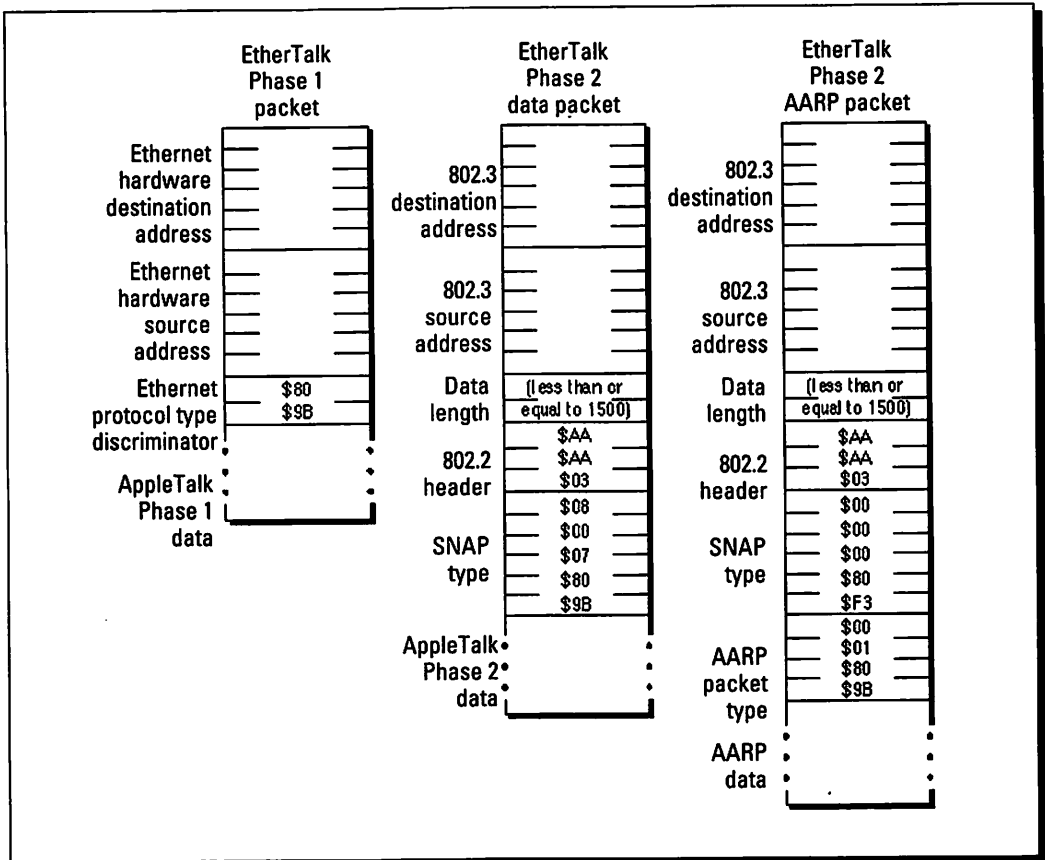 EtherTalk
Phase 1
packet
Ethernet
hardware
destination
address
Ethernet
hardware
source
address
Ethernet
protocol type
discriminator
$80
$9B
AppleTalk
Phase 1
data
EtherTalk
Phase 2
data packet
802.3
destination
address
802.3
source
address
Data
length
(less than or
equal to 1500)
802.2
header
$AA
$AA
$03
SNAP
type
$08
$00
$07
$80
$9B
AppleTalk
Phase 2
data
EtherTalk
Phase 2
AARP packet
802.3
destination
address
802.3
source
address
Data
length
(less than or
equal to 1500)
802.2
header
$AA
$AA
$03
SNAP
type
$00
$00
$00
$80
$F3
AARP
packet
type
$00
$01
$80
$9B
AARP
data